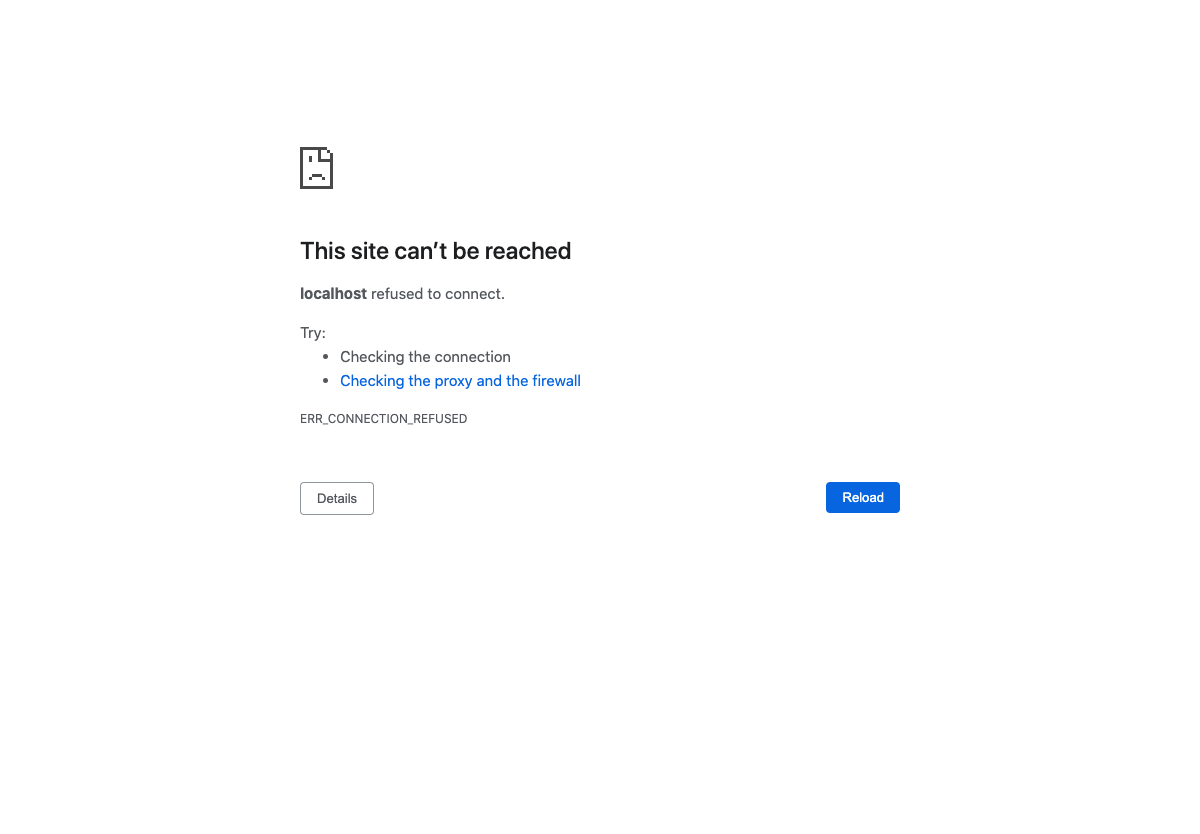 This site can’t be reached
localhost refused to connect.
Try:
Checking the connection
Checking the proxy and the firewall
ERR_CONNECTION_REFUSED
Details
Reload